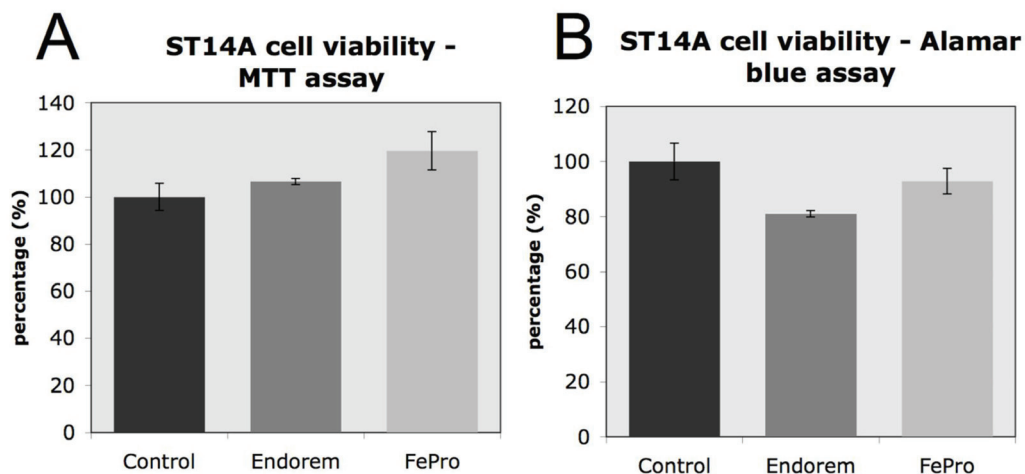 A
ST14A cell viability -
MTT assay
percentage (%)
140
120
100
80
60
40
20
0
Control Endorem FePro
B
ST14A cell viability - Alamar
blue assay
percentage (%)
120
100
80
60
40
20
0
Control Endorem FePro